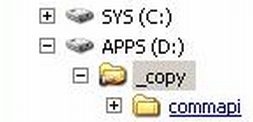 SYS (C:)
APPS (D:)
_copy
commapi